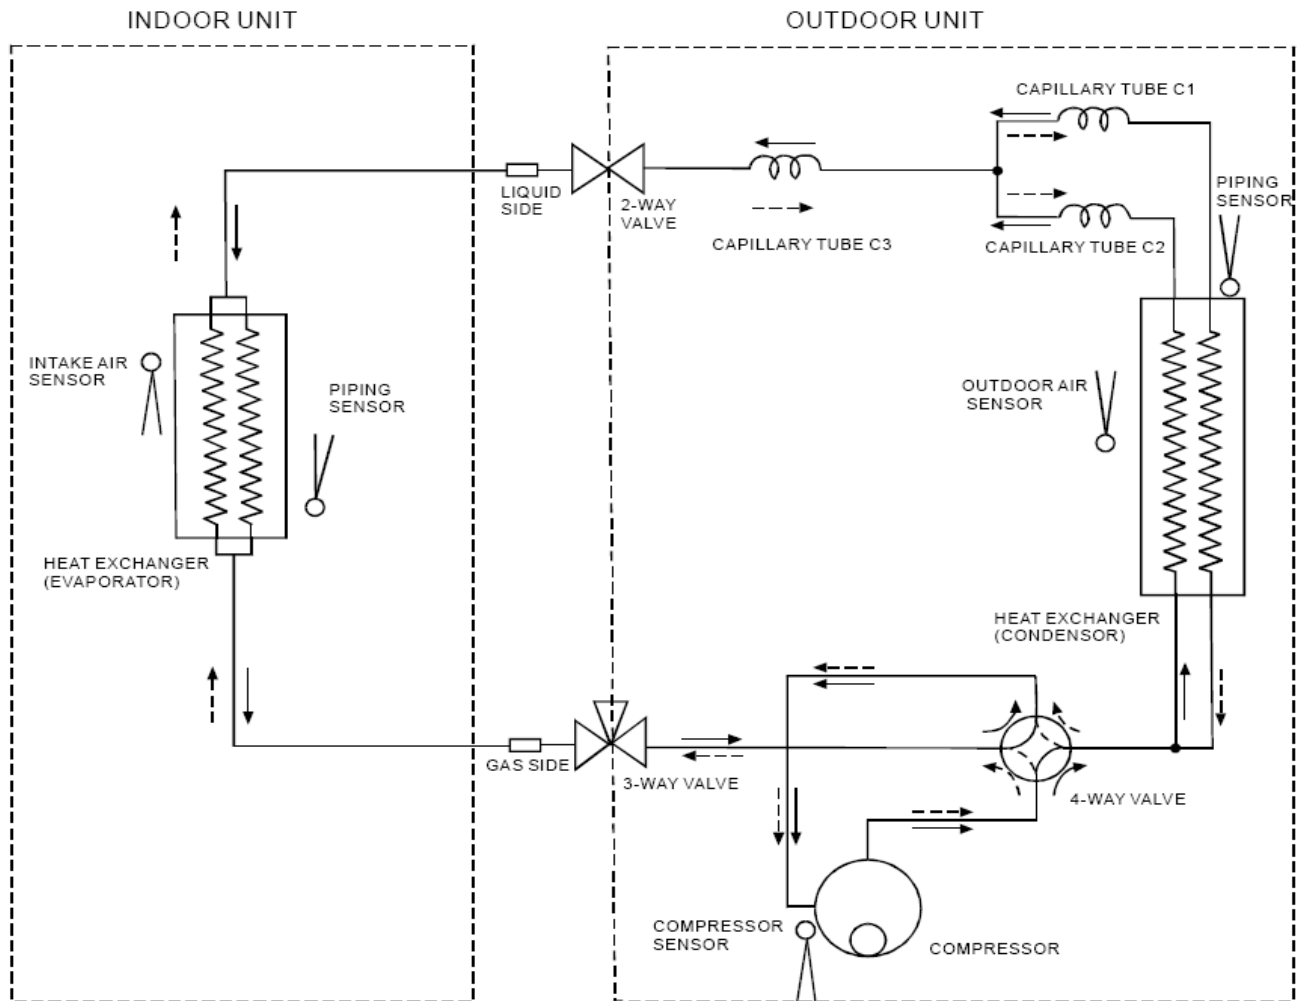 INDOOR UNIT
OUTDOOR UNIT
CAPILLARY TUBE C1
LIQUID
SIDE
2-WAY
VALVE
CAPILLARY TUBE C3
CAPILLARY TUBE C2
PIPING
SENSOR
INTAKE AIR
SENSOR
PIPING
SENSOR
OUTDOOR AIR
SENSOR
HEAT EXCHANGER
(EVAPORATOR)
HEAT EXCHANGER
(CONDENSOR)
GAS SIDE
3-WAY VALVE
4-WAY VALVE
COMPRESSOR
SENSOR
COMPRESSOR